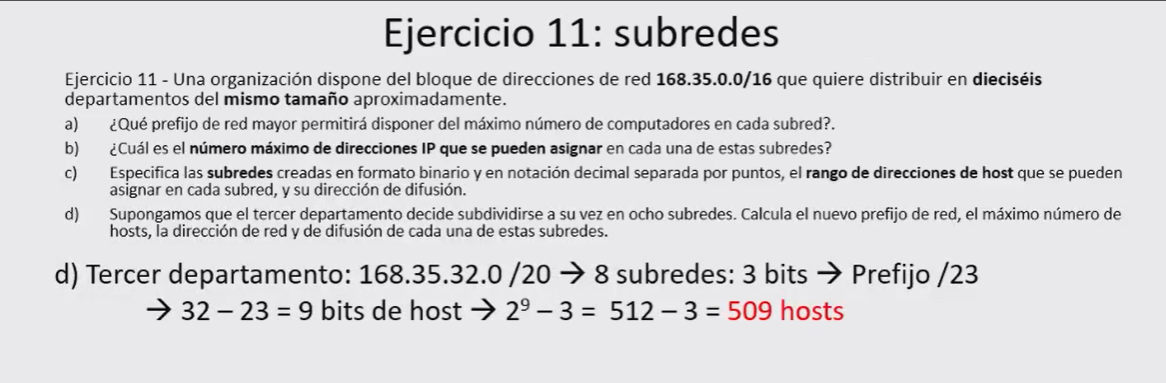 Ejercicio 11: subredes
Ejercicio 11 - Una organización dispone del bloque de direcciones de red 168.35.0.0/16 que quiere distribuir en dieciséis
departamentos del mismo tamaño aproximadamente.
a) ¿Qué prefijo de red mayor permitirá disponer del máximo número de computadores en cada subred?.
b) ¿Cuál es el número máximo de direcciones IP que se pueden asignar en cada una de estas subredes?
c) Especifica las subredes creadas en formato binario y en notación decimal separada por puntos, el rango de direcciones de host que se pueden
asignar en cada subred, y su dirección de difusión.
d) Supongamos que el tercer departamento decide subdividirse a su vez en ocho subredes. Calcula el nuevo prefijo de red, el máximo número de
hosts, la dirección de red y de difusión de cada una de estas subredes.
d) Tercer departamento: 168.35.32.0 /20 → 8 subredes: 3 bits → Prefijo /23
→ 32 – 23 = 9 bits de host → 2⁹ – 3 = 512 – 3 = 509 hosts